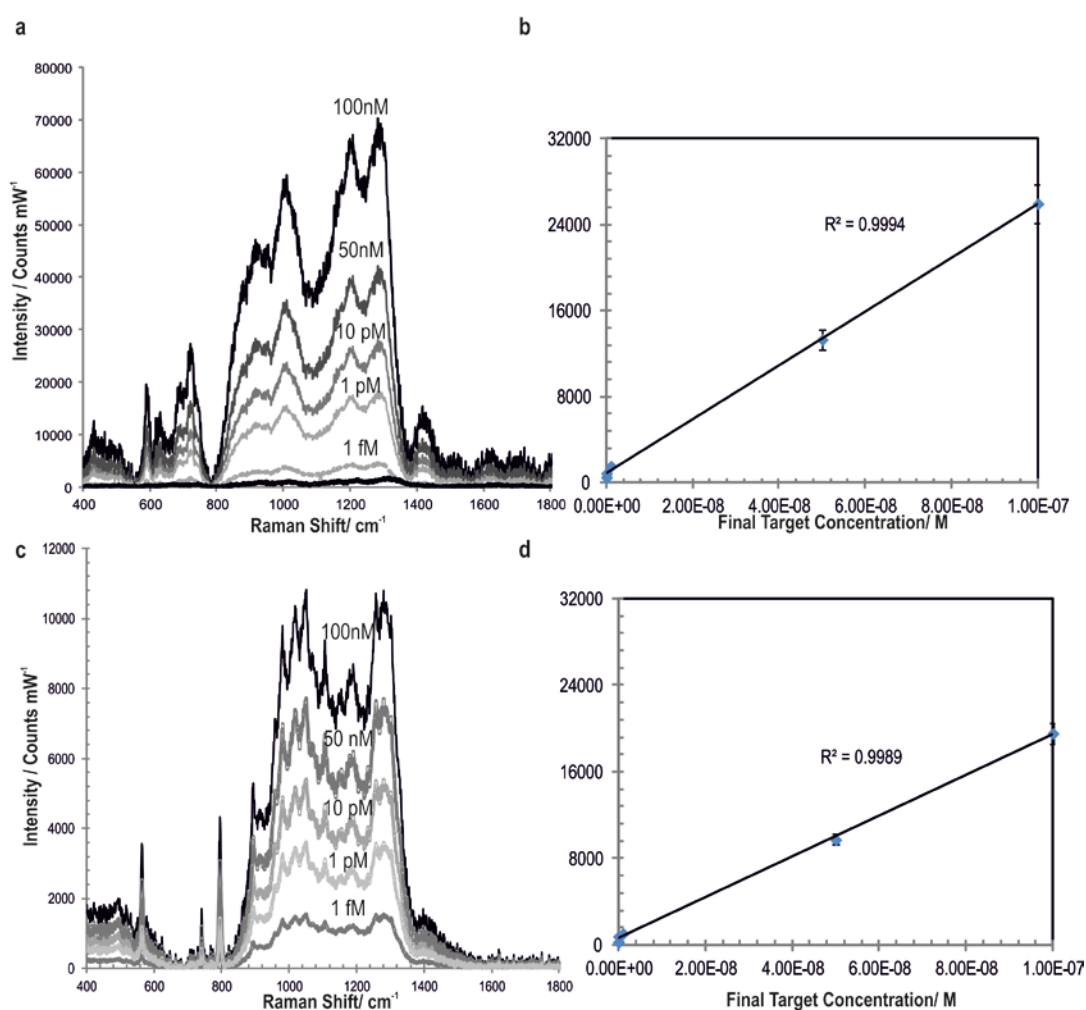 a
80000
70000
60000
50000
40000
30000
20000
10000
0
Intensity / Counts mW⁻¹
100nM
50nM
10 pM
1 pM
1 fM
400 600 800 1000 1200 1400 1600 1800
Raman Shift/ cm⁻¹
b
32000
24000
16000
8000
0
R² = 0.9994
0.00E+00 2.00E-08 4.00E-08 6.00E-08 8.00E-08 1.00E-07
Final Target Concentration/ M
c
12000
10000
8000
6000
4000
2000
0
Intensity / Counts mW⁻¹
100nM
50 nM
10 pM
1 pM
1 fM
400 600 800 1000 1200 1400 1600 1800
Raman Shift/ cm⁻¹
d
32000
24000
16000
8000
0
R² = 0.9989
0.00E+00 2.00E-08 4.00E-08 6.00E-08 8.00E-08 1.00E-07
Final Target Concentration/ M